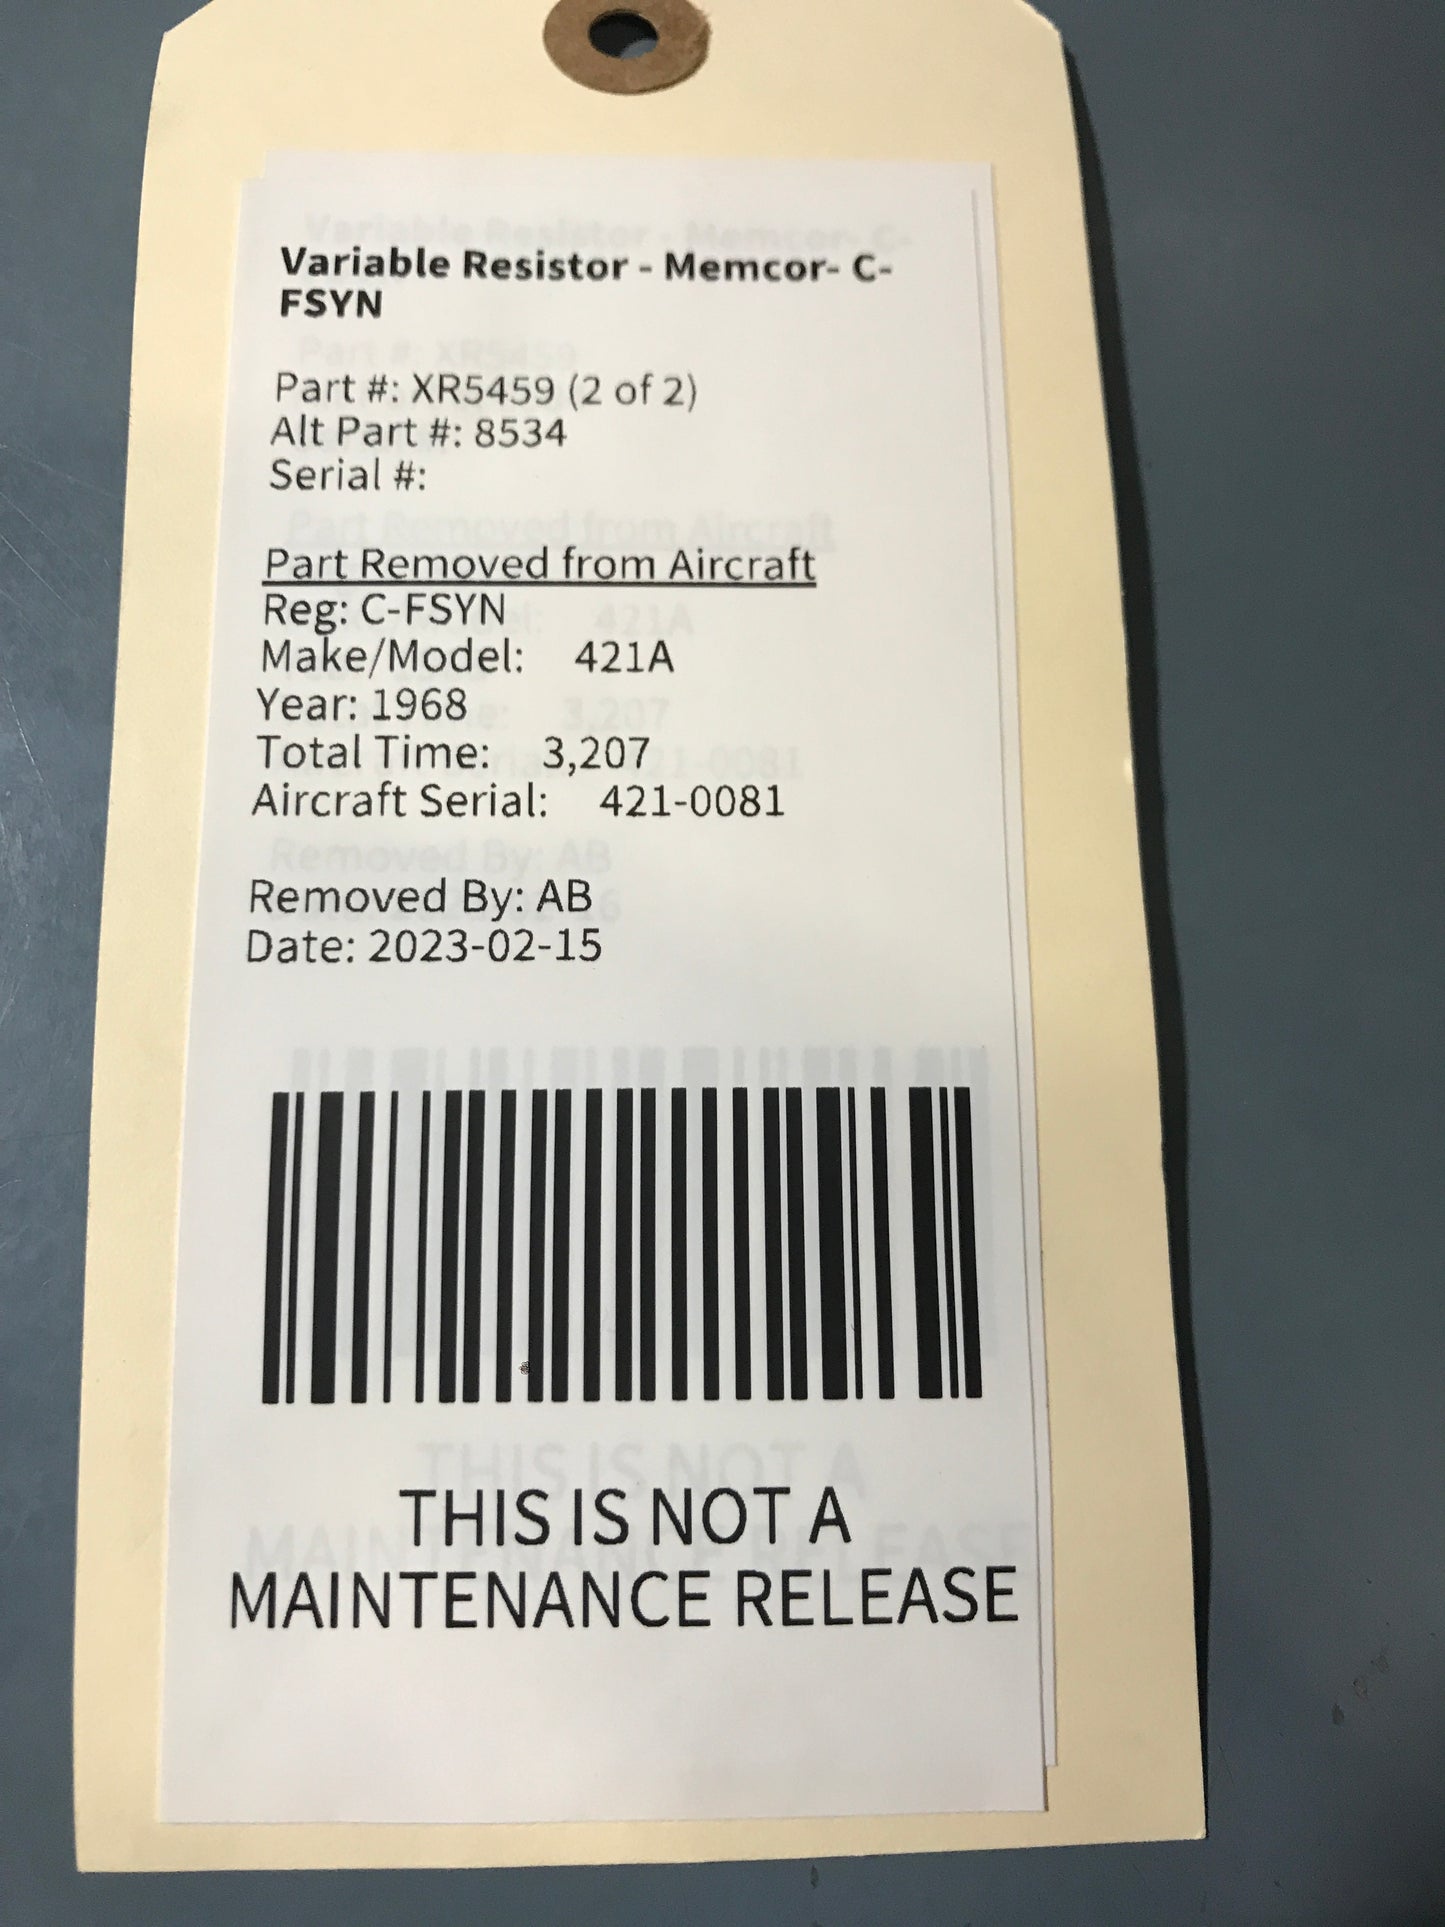 Variable Resistor - Memcor- C-
FSYN
Part #: XR5459 (2 of 2)
Alt Part #: 8534
Serial #:
Part Removed from Aircraft
Reg: C-FSYN
Make/Model: 421A
Year: 1968
Total Time: 3,207
Aircraft Serial: 421-0081
Removed By: AB
Date: 2023-02-15
THIS IS NOT A
MAINTENANCE RELEASE